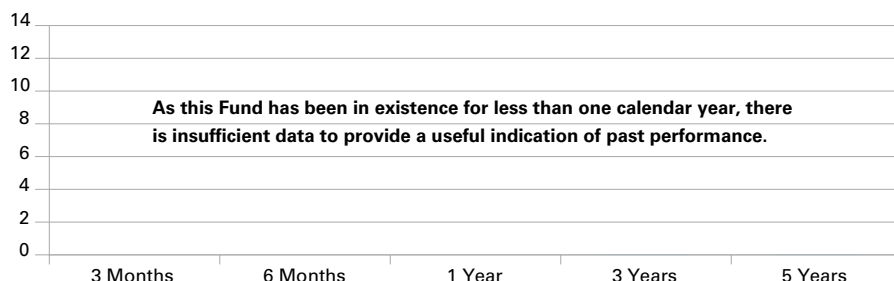 14
12
10
8
6
4
2
0
As this Fund has been in existence for less than one calendar year, there
is insufficient data to provide a useful indication of past performance.
3 Months 6 Months 1 Year 3 Years 5 Years